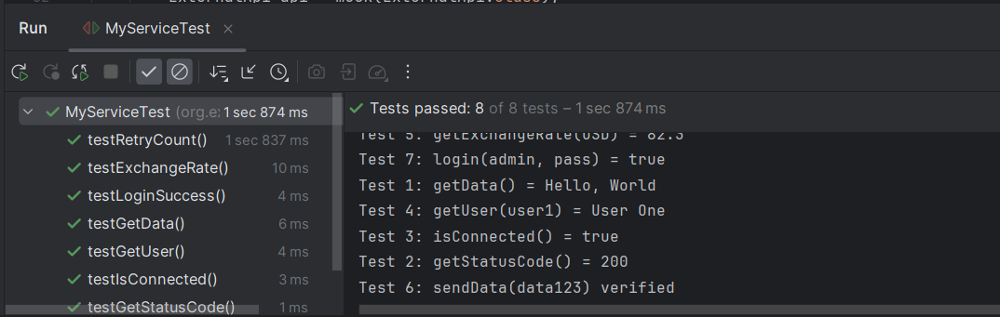 Run MyServiceTest
MyServiceTest (org.e: 1 sec 874 ms
testRetryCount() 1 sec 837 ms
testExchangeRate() 10 ms
testLoginSuccess() 4 ms
testGetData() 6 ms
testGetUser() 4 ms
testIsConnected() 3 ms
testGetStatusCode() 1 ms
Tests passed: 8 of 8 tests – 1 sec 874 ms
Test 5: getExchangeRate(USD) = 82.3
Test 7: login(admin, pass) = true
Test 1: getData() = Hello, World
Test 4: getUser(user1) = User One
Test 3: isConnected() = true
Test 2: getStatusCode() = 200
Test 6: sendData(data123) verified